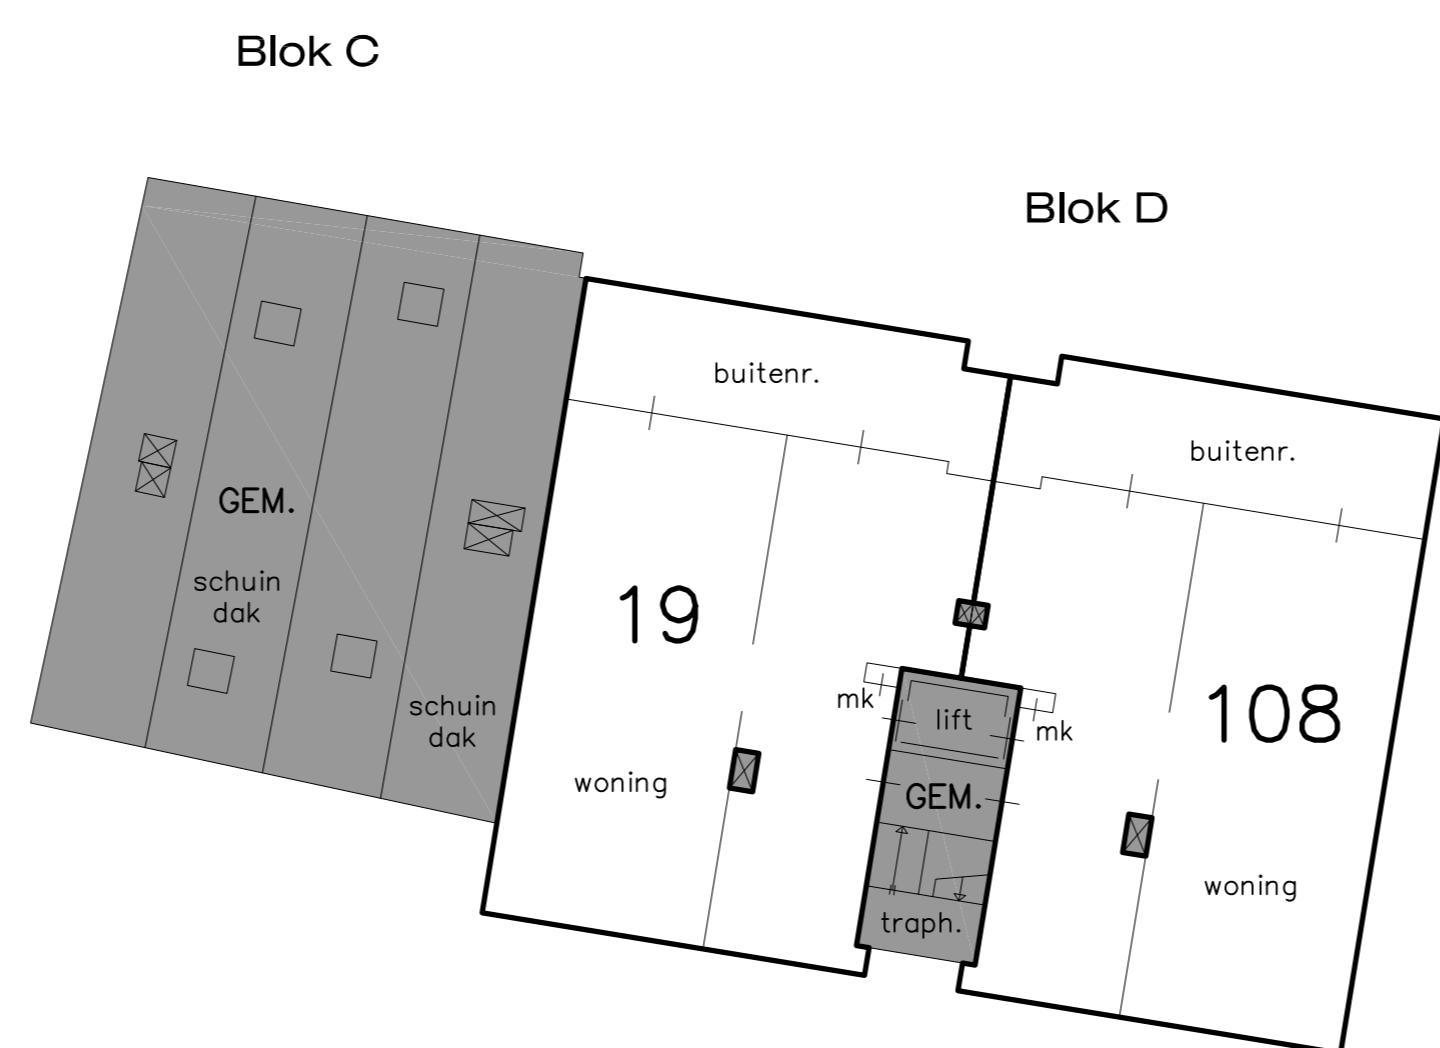 Blok C
Blok D
buitenr.
buitenr.
GEM.
schuin
dak
19
108
mk
lift
mk
schuin
dak
woning
GEM.
woning
traph.